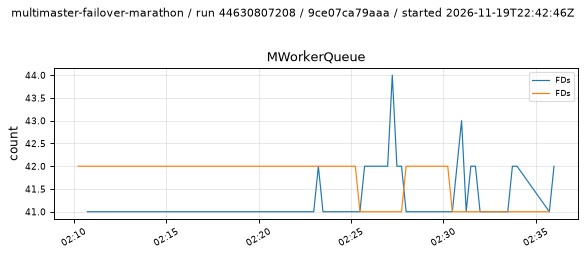 multimaster-failover-marathon / run 44630807208 / 9ce07ca79aaa / started 2026-11-19T22:42:46Z
MWorkerQueue
44.0
43.5
43.0
42.5
42.0
41.5
41.0
count
FDs
FDs
02:10
02:15
02:20
02:25
02:30
02:35